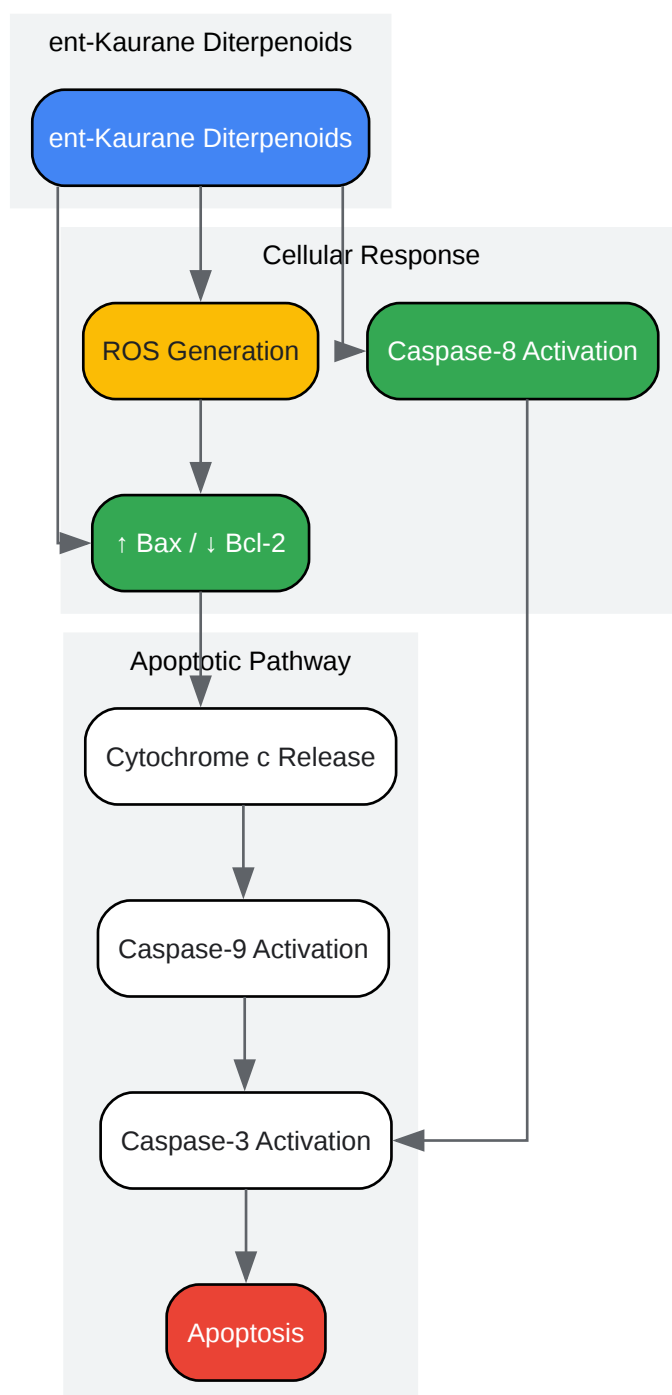 ent-Kaurane Diterpenoids
ent-Kaurane Diterpenoids
Cellular Response
ROS Generation
Caspase-8 Activation
↑ Bax / ↓ Bcl-2
Apoptotic Pathway
Cytochrome c Release
Caspase-9 Activation
Caspase-3 Activation
Apoptosis